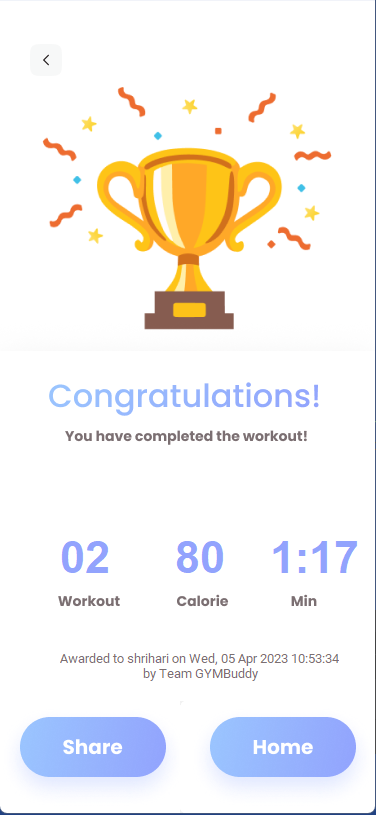 Congratulations!
You have completed the workout!
02 80 1:17
Workout Calorie Min
Awarded to shrihari on Wed, 05 Apr 2023 10:53:34
by Team GYMBuddy
Share Home